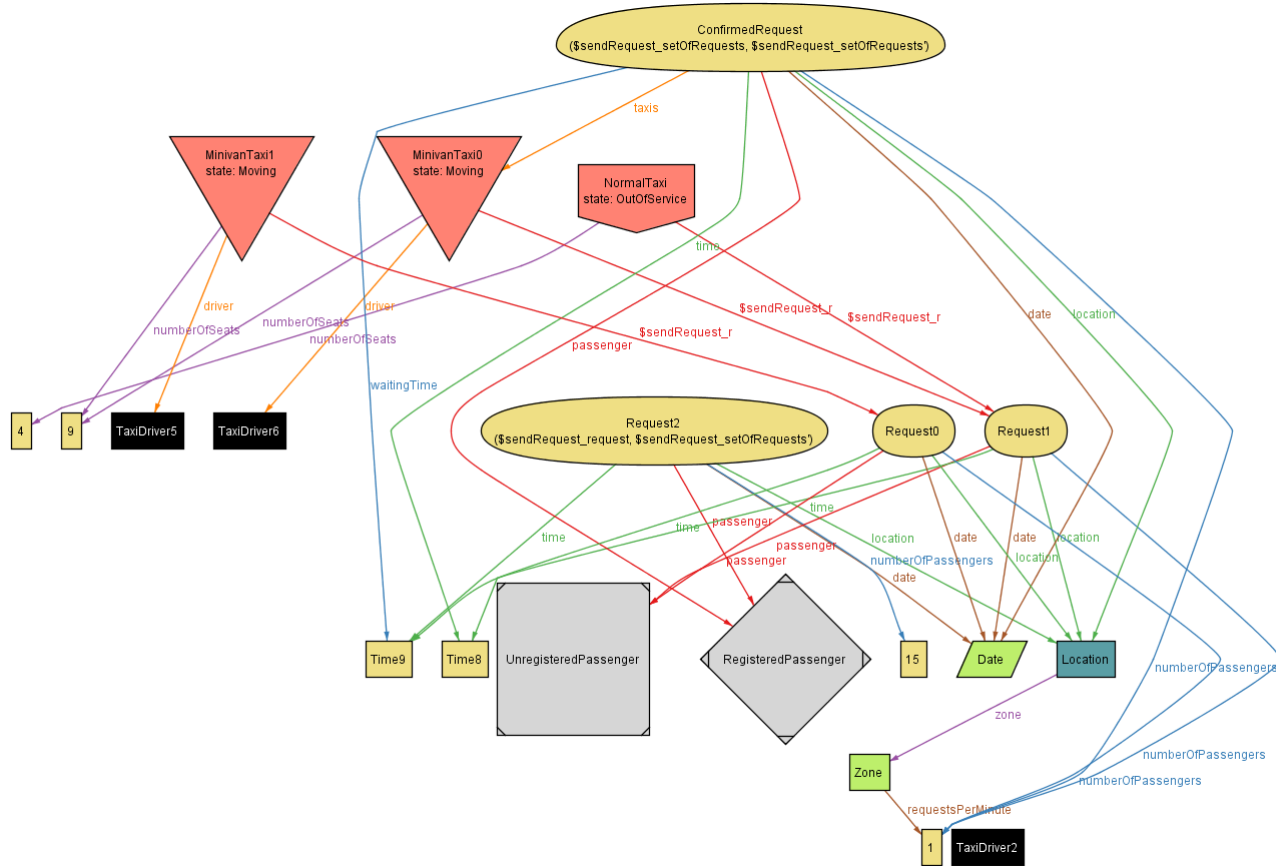 ConfirmedRequest
($sendRequest_setOfRequests, $sendRequest_setOfRequests')
taxis
MinivanTaxi1
state: Moving
MinivanTaxi0
state: Moving
NormalTaxi
state: OutOfService
time
driver
driver
$sendRequest_r
$sendRequest_r
$sendRequest_r
date
location
numberOfSeats
numberOfSeats
numberOfSeats
passenger
waitingTime
4
9
TaxiDriver5
TaxiDriver6
Request2
($sendRequest_request, $sendRequest_setOfRequests')
Request0
Request1
time
time
time
passenger
passenger
passenger
location
date
date
location
location
numberOfPassengers
date
Time9
Time8
UnregisteredPassenger
RegisteredPassenger
15
Date
Location
numberOfPassengers
zone
numberOfPassengers
Zone
numberOfPassengers
requestsPerMinute
1
TaxiDriver2